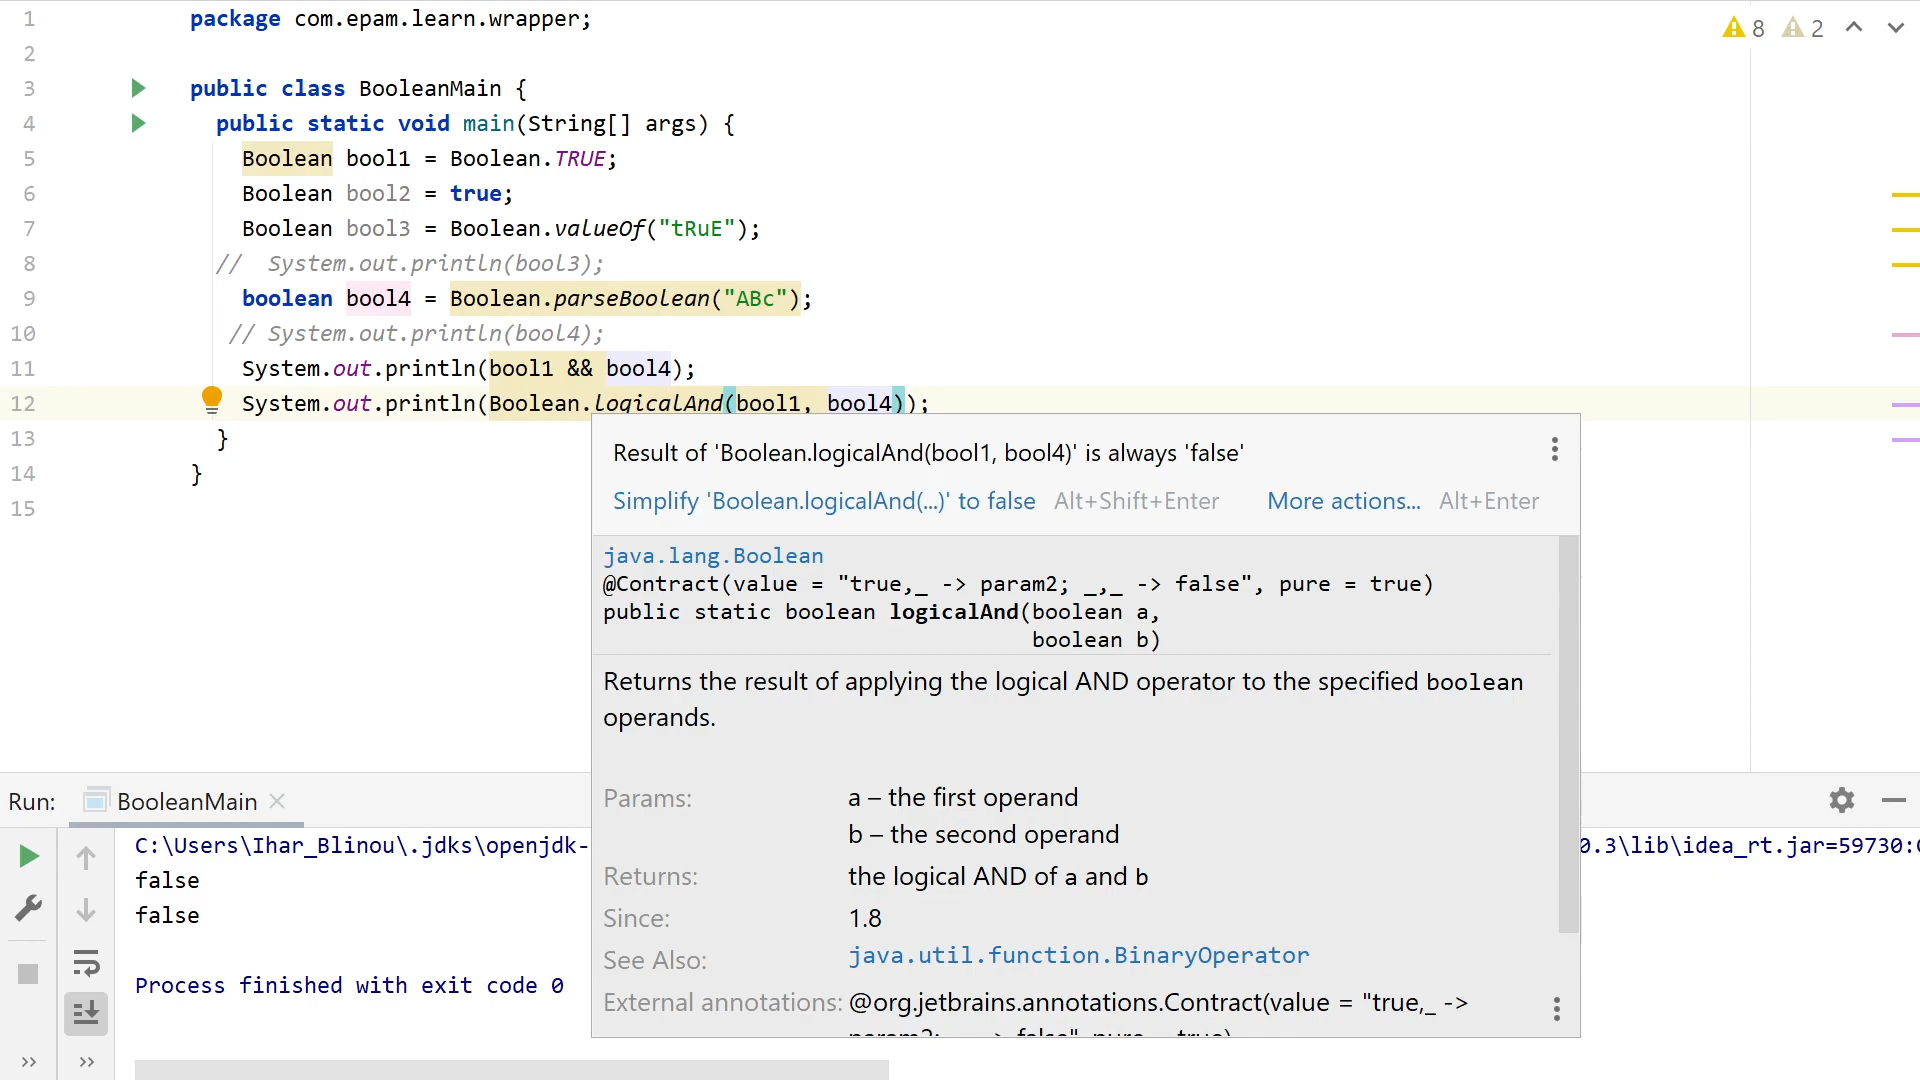 1 package com.epam.learn.wrapper;
8 2
2
3 public class BooleanMain {
4 public static void main(String[] args) {
5 Boolean bool1 = Boolean.TRUE;
6 Boolean bool2 = true;
7 Boolean bool3 = Boolean.valueOf("tRuE");
8 // System.out.println(bool3);
9 boolean bool4 = Boolean.parseBoolean("ABc");
10 // System.out.println(bool4);
11 System.out.println(bool1 && bool4);
12 System.out.println(Boolean.logicalAnd(bool1, bool4));
13 }
14 }
15
Result of 'Boolean.logicalAnd(bool1, bool4)' is always 'false'
Simplify 'Boolean.logicalAnd(...)' to false Alt+Shift+Enter More actions... Alt+Enter
java.lang.Boolean
@Contract(value = "true,_ -> param2; _,_ -> false", pure = true)
public static boolean logicalAnd(boolean a,
boolean b)
Returns the result of applying the logical AND operator to the specified boolean
operands.
Params: a – the first operand
b – the second operand
Returns: the logical AND of a and b
Since: 1.8
See Also: java.util.function.BinaryOperator
External annotations: @org.jetbrains.annotations.Contract(value = "true,_ ->
Run: BooleanMain
C:\Users\Ihar_Blinou\.jdks\openjdk- 0.3\lib\idea_rt.jar=59730:
false
false
Process finished with exit code 0